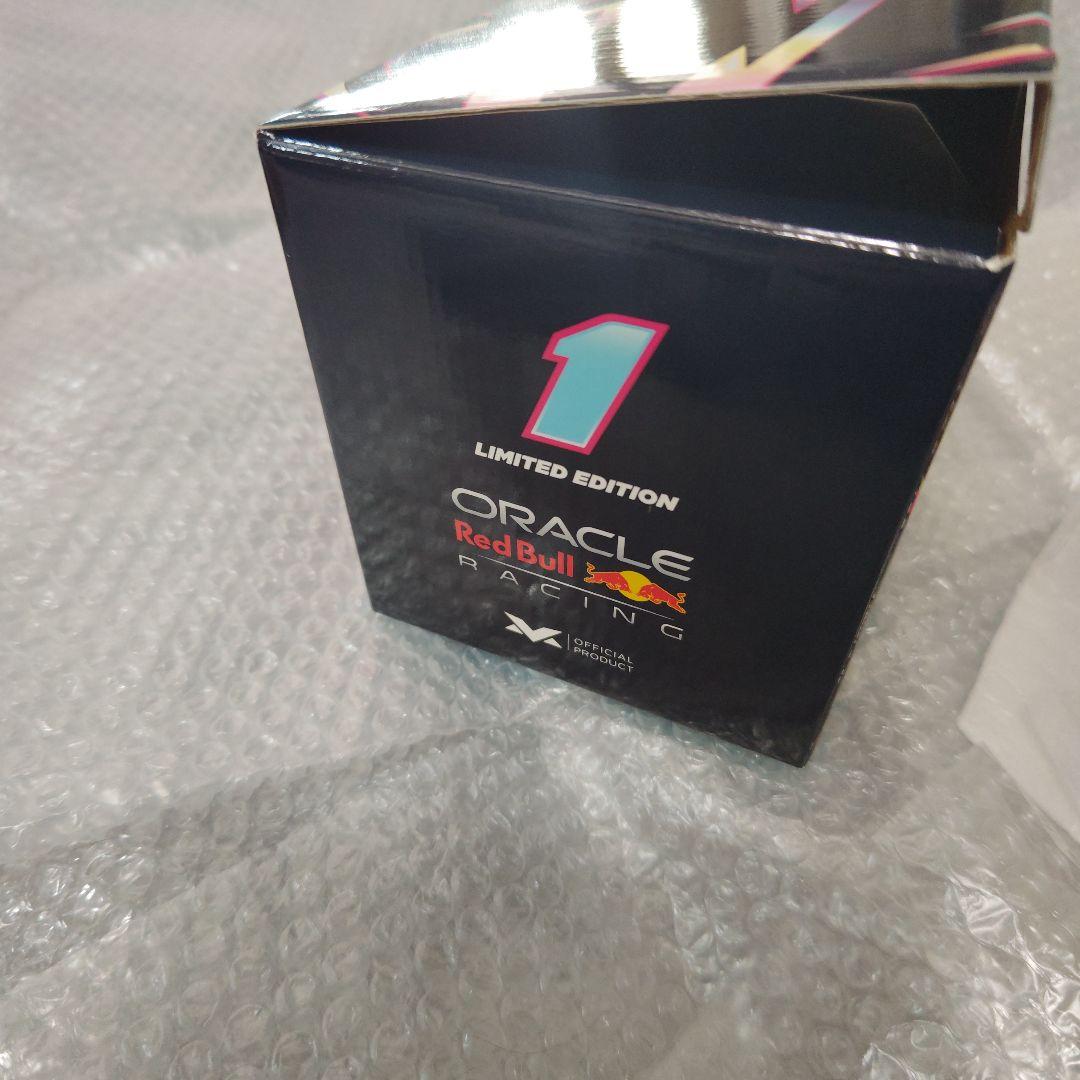 1
LIMITED EDITION
ORACLE
Red Bull
RACING
OFFICIAL
PRODUCT